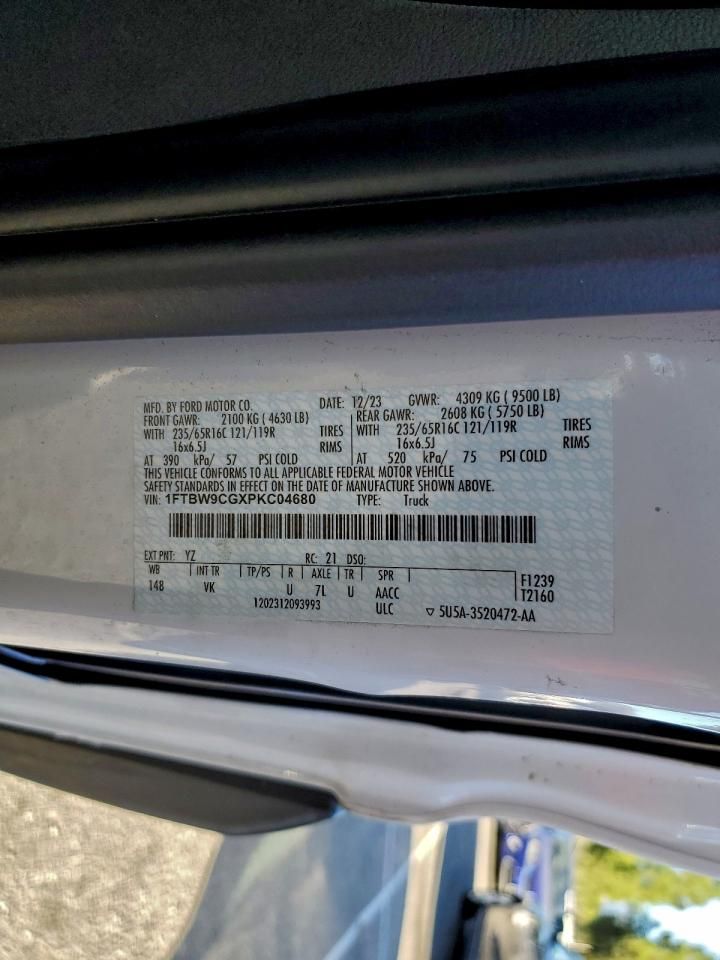 MFD. BY FORD MOTOR CO. DATE: 12/23 GVWR: 4309 KG ( 9500 LB)
FRONT GAWR: 2100 KG ( 4630 LB) REAR GAWR: 2608 KG ( 5750 LB)
WITH 235/65R16C 121/119R TIRES WITH 235/65R16C 121/119R TIRES
16x6.5J RIMS 16x6.5J RIMS
AT 390 kPa/ 57 PSI COLD AT 520 kPa/ 75 PSI COLD
THIS VEHICLE CONFORMS TO ALL APPLICABLE FEDERAL MOTOR VEHICLE
SAFETY STANDARDS IN EFFECT ON THE DATE OF MANUFACTURE SHOWN ABOVE.
VIN: 1FTBW9CGXPKC04680 TYPE: Truck
EXT PNT: YZ RC: 21 DSO:
WB INT TR TP/PS R AXLE TR SPR F1239
148 VK U 7L U AACC T2160
1202312093993 ULC 5U5A-3520472-AA